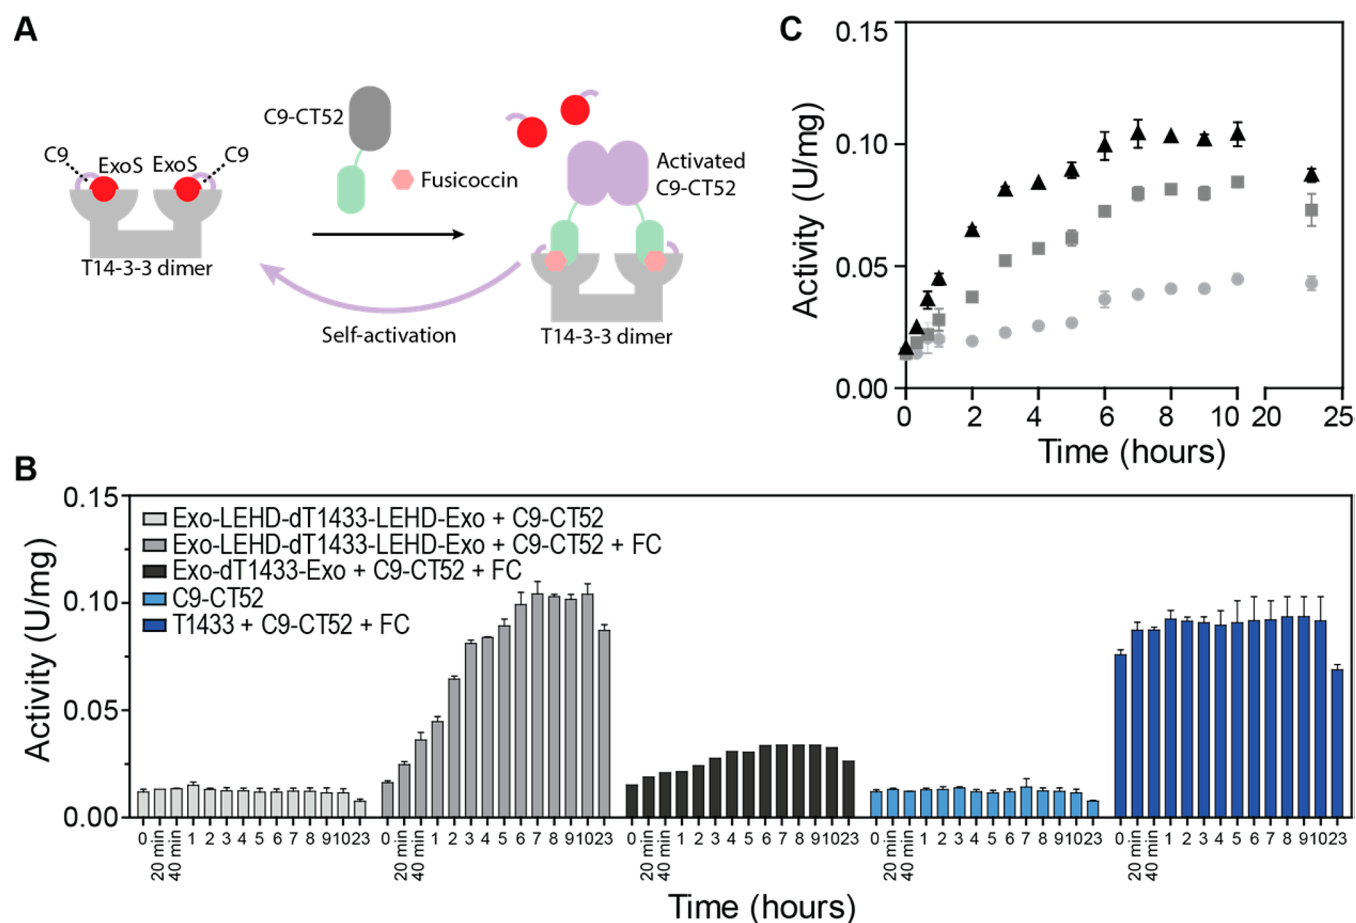 A
C9
ExoS
ExoS
C9
T14-3-3 dimer
C9-CT52
Fusicoccin
Self-activation
Activated
C9-CT52
T14-3-3 dimer
C
0.15
0.10
0.05
0.00
Activity (U/mg)
0 2 4 6 8 10 20 25
Time (hours)
B
0.15
0.10
0.05
0.00
Activity (U/mg)
Exo-LEHD-dT1433-LEHD-Exo + C9-CT52
Exo-LEHD-dT1433-LEHD-Exo + C9-CT52 + FC
Exo-dT1433-Exo + C9-CT52 + FC
C9-CT52
T1433 + C9-CT52 + FC
0 20 min 40 min 1 2 3 4 5 6 7 8 9 10 23
0 20 min 40 min 1 2 3 4 5 6 7 8 9 10 23
0 20 min 40 min 1 2 3 4 5 6 7 8 9 10 23
0 20 min 40 min 1 2 3 4 5 6 7 8 9 10 23
0 20 min 40 min 1 2 3 4 5 6 7 8 9 10 23
Time (hours)